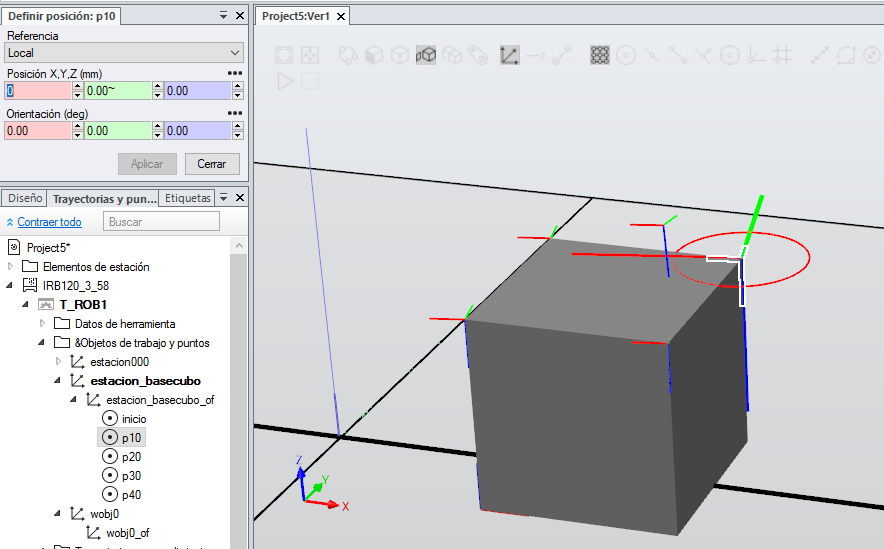 Definir posición: p10
Referencia
Local
Posición X,Y,Z (mm)
0 0.00~ 0.00
Orientación (deg)
0.00 0.00 0.00
Aplicar Cerrar
Diseño Trayectorias y pun... Etiquetas
Contraer todo Buscar
Project5*
Elementos de estación
IRB120_3_58
T_ROB1
Datos de herramienta
&Objetos de trabajo y puntos
estacion000
estacion_basecubo
estacion_basecubo_of
inicio
p10
p20
p30
p40
wobj0
wobj0_of
Project5:Ver1
Z
Y
X